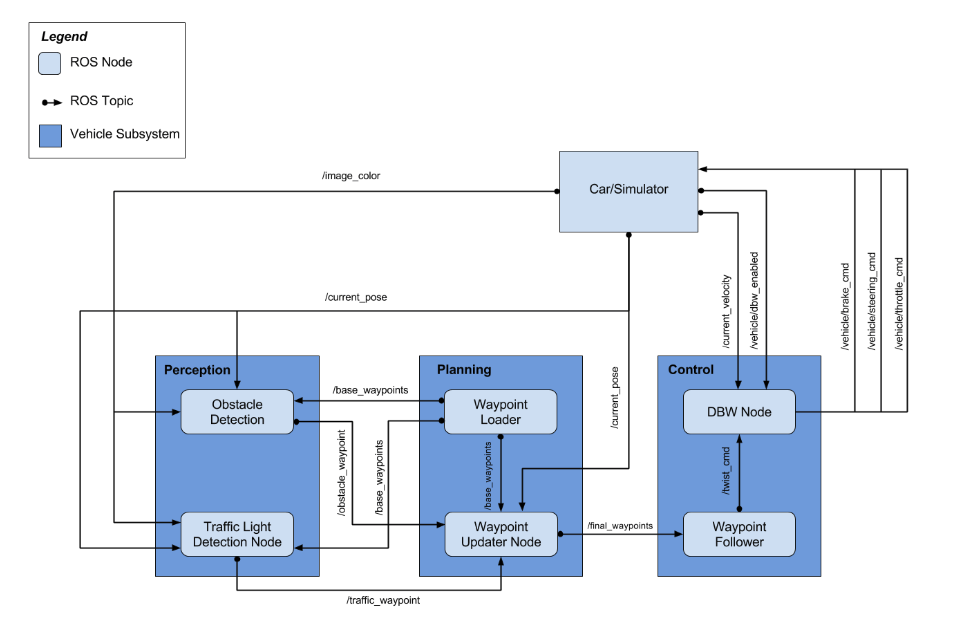 Legend
ROS Node
ROS Topic
Vehicle Subsystem
/image_color
Car/Simulator
/current_pose
/current_velocity
/vehicle/dbw_enabled
/vehicle/brake_cmd
/vehicle/steering_cmd
/vehicle/throttle_cmd
Perception
Obstacle
Detection
Traffic Light
Detection Node
/base_waypoints
/obstacle_waypoint
/base_waypoints
/traffic_waypoint
Planning
Waypoint
Loader
/base_waypoints
Waypoint
Updater Node
/current_pose
/final_waypoints
Control
DBW Node
/twist_cmd
Waypoint
Follower